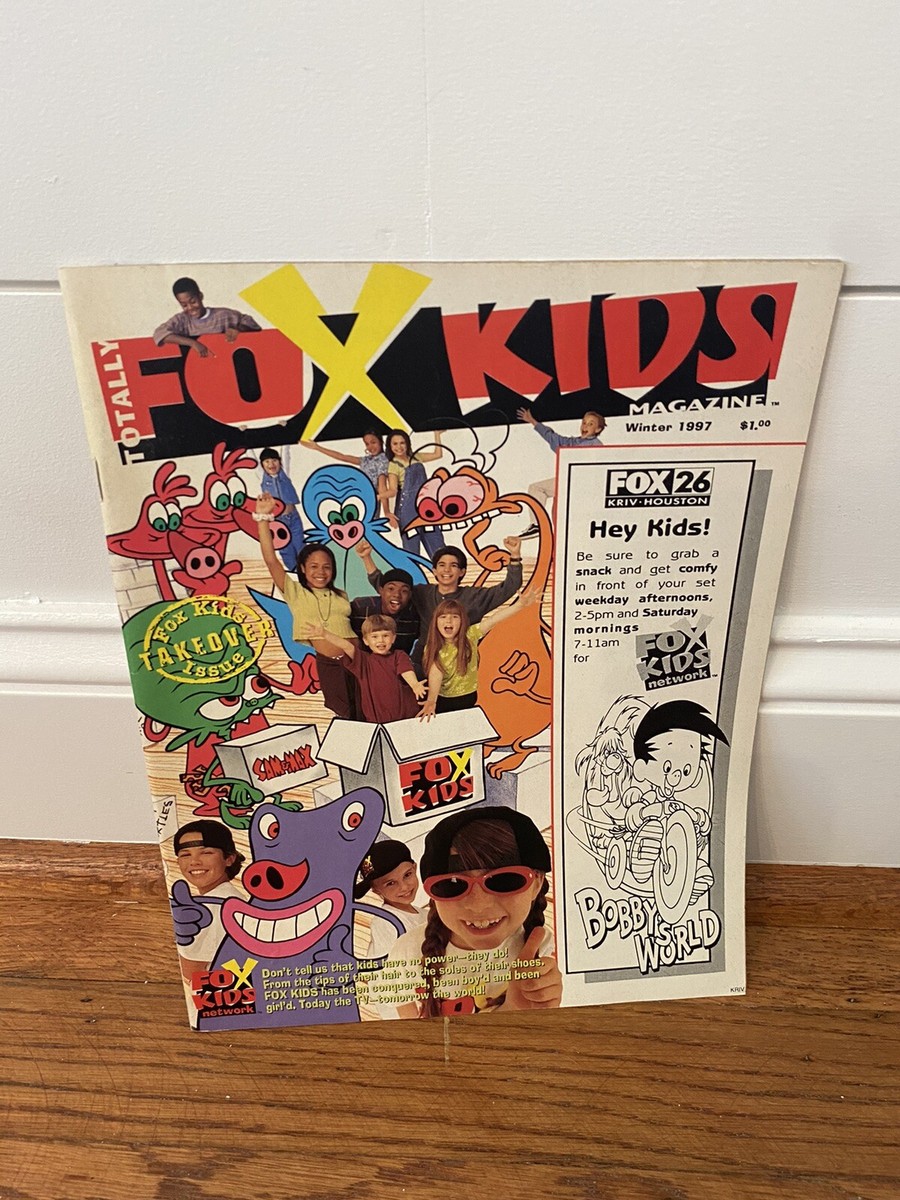 TOTALLY
FOX KIDS
MAGAZINE™
Winter 1997 $1.00
FOX 26
KRIV·HOUSTON
Hey Kids!
Be sure to grab a
snack and get comfy
in front of your set
weekday afternoons,
2-5pm and Saturday
mornings
7-11am
for
FOX
KIDS
network™
BOBBY'S
WORLD
KRIV
Fox Kids
TAKEOVER
Issue
SAM & MAX
FOX
KIDS
FOX
KIDS
network™
Don't tell us that kids have no power—they do!
From the tips of their hair to the soles of their shoes,
FOX KIDS has been conquered, been boy'd and been
girl'd. Today the TV—tomorrow the world!